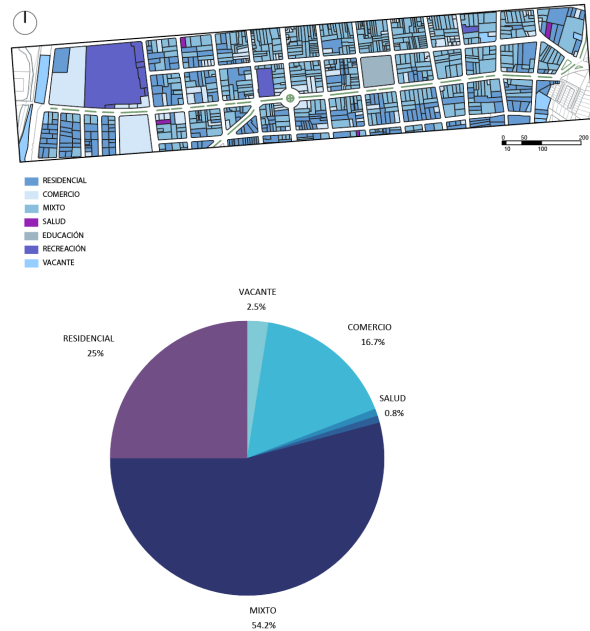 0 50 200
10 100
RESIDENCIAL
COMERCIO
MIXTO
SALUD
EDUCACIÓN
RECREACIÓN
VACANTE
VACANTE
2.5%
COMERCIO
16.7%
RESIDENCIAL
25%
SALUD
0.8%
MIXTO
54.2%